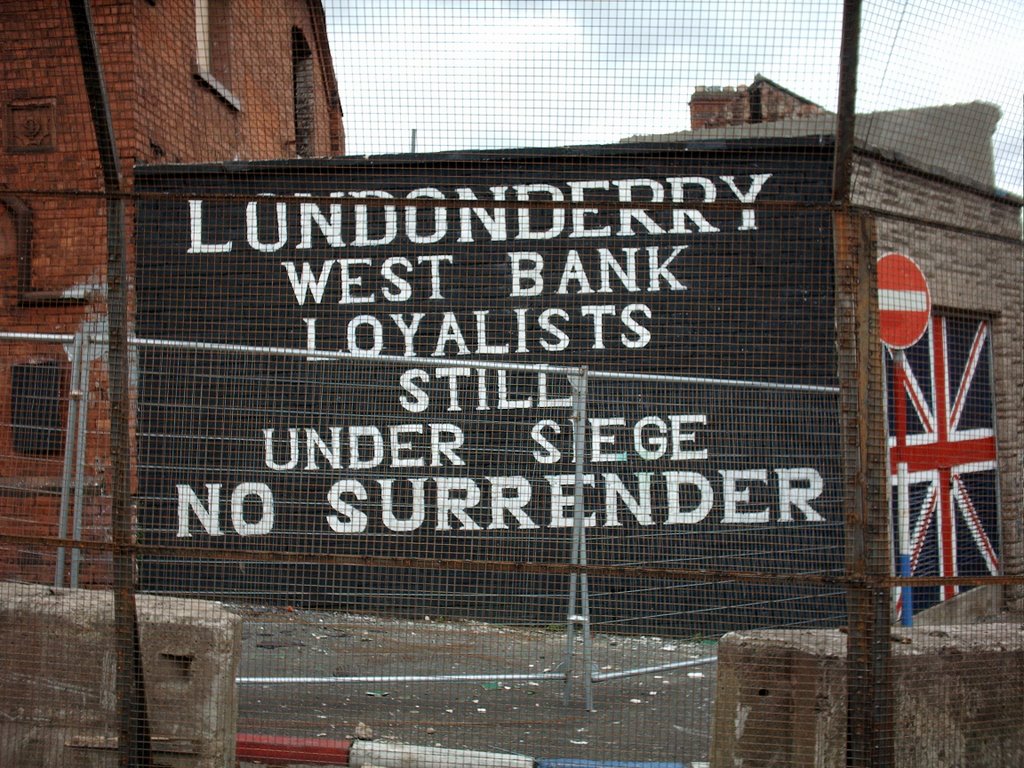 LONDONDERRY
WEST BANK
LOYALISTS
STILL
UNDER SIEGE
NO SURRENDER